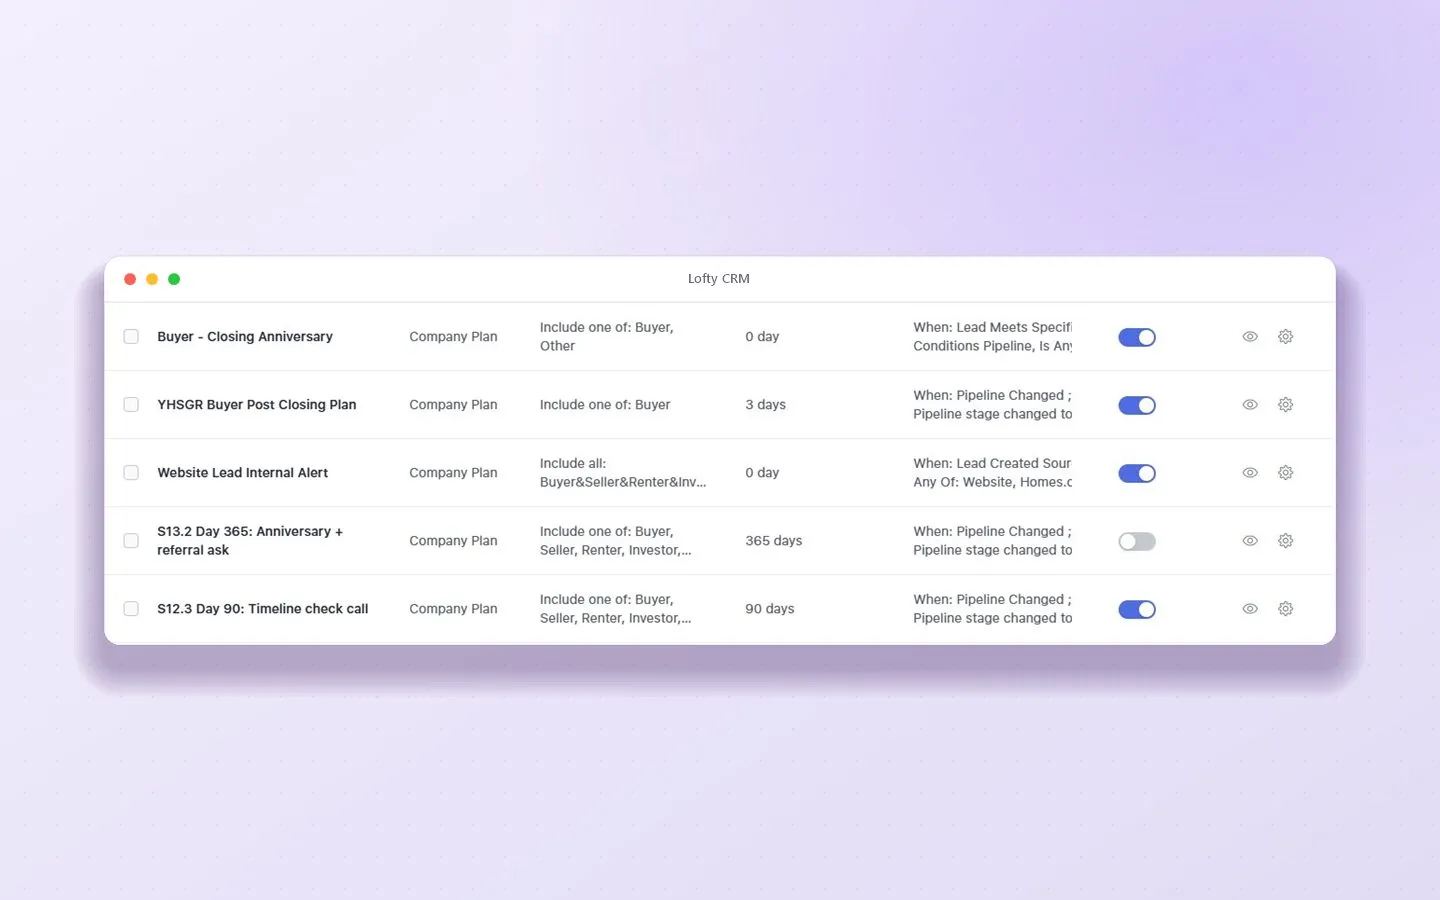 Lofty CRM
Buyer - Closing Anniversary
Company Plan
Include one of: Buyer,
Other
0 day
When: Lead Meets Specifi
Conditions Pipeline, Is Any
YHSGR Buyer Post Closing Plan
Company Plan
Include one of: Buyer
3 days
When: Pipeline Changed ;
Pipeline stage changed to
Website Lead Internal Alert
Company Plan
Include all:
Buyer&Seller&Renter&Inv...
0 day
When: Lead Created Sour
Any Of: Website, Homes.c
S13.2 Day 365: Anniversary +
referral ask
Company Plan
Include one of: Buyer,
Seller, Renter, Investor,...
365 days
When: Pipeline Changed ;
Pipeline stage changed to
S12.3 Day 90: Timeline check call
Company Plan
Include one of: Buyer,
Seller, Renter, Investor,...
90 days
When: Pipeline Changed ;
Pipeline stage changed to